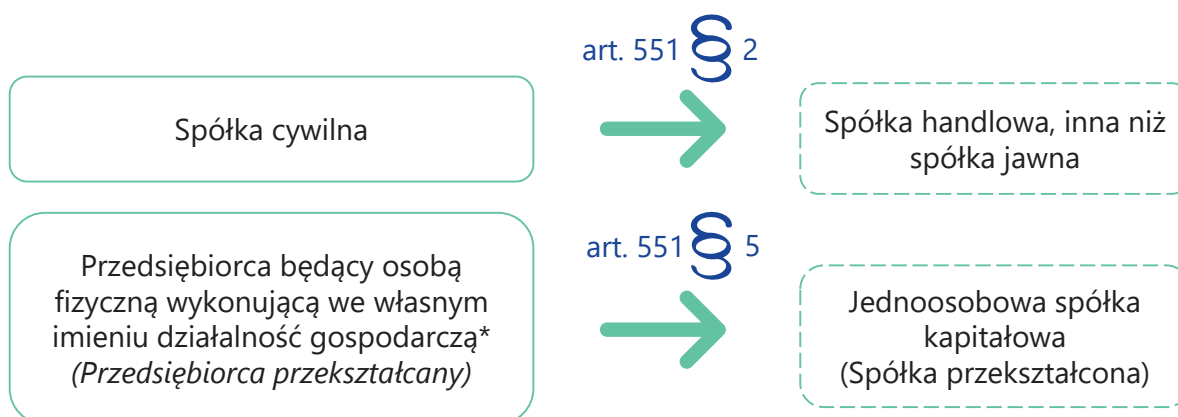 art. 551 § 2
Spółka cywilna
Spółka handlowa, inna niż
spółka jawna
art. 551 § 5
Przedsiębiorca będący osobą
fizyczną wykonującą we własnym
imieniu działalność gospodarczą*
(Przedsiębiorca przekształcany)
Jednoosobowa spółka
kapitałowa
(Spółka przekształcona)